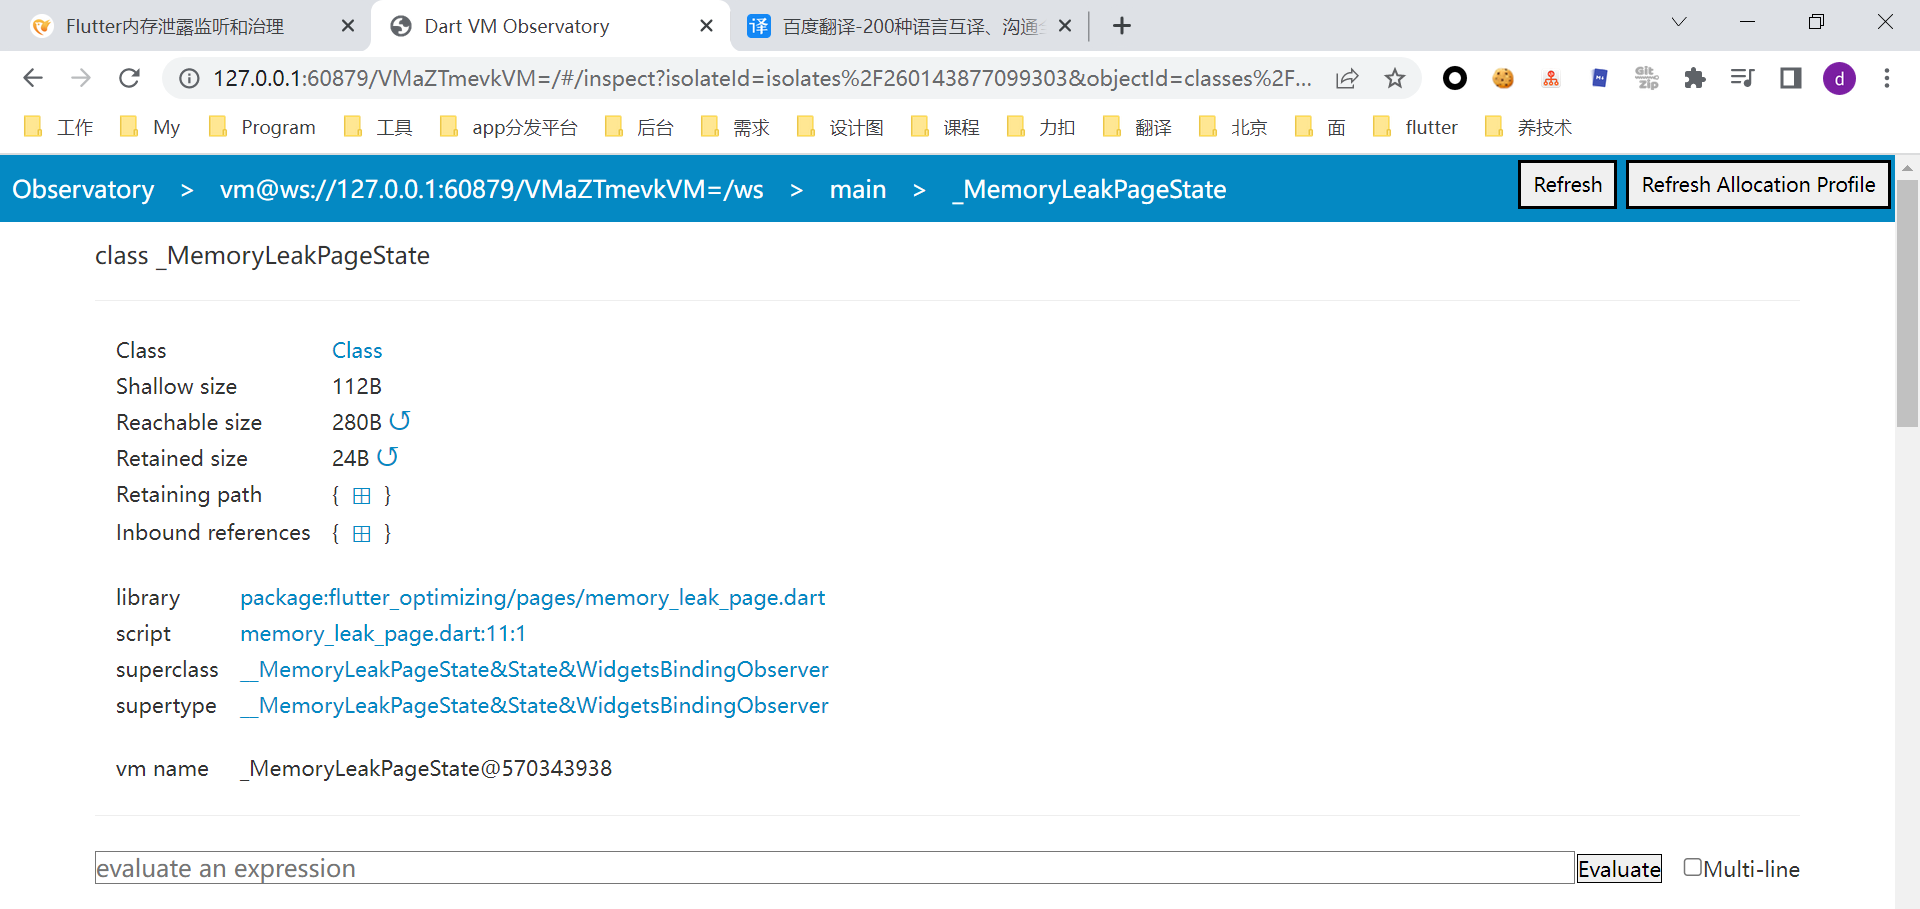 Flutter内存泄露监听和治理
Dart VM Observatory
百度翻译-200种语言互译、沟通
127.0.0.1:60879/VMaZTmevkVM=/#/inspect?isolateId=isolates%2F260143877099303&objectId=classes%2F...
Git Zip
d
工作 My Program 工具 app分发平台 后台 需求 设计图 课程 力扣 翻译 北京 面 flutter 养技术
Observatory > vm@ws://127.0.0.1:60879/VMaZTmevkVM=/ws > main > _MemoryLeakPageState Refresh Refresh Allocation Profile
class _MemoryLeakPageState
Class Class
Shallow size 112B
Reachable size 280B ↺
Retained size 24B ↺
Retaining path { ⊞ }
Inbound references { ⊞ }
library package:flutter_optimizing/pages/memory_leak_page.dart
script memory_leak_page.dart:11:1
superclass __MemoryLeakPageState&State&WidgetsBindingObserver
supertype __MemoryLeakPageState&State&WidgetsBindingObserver
vm name _MemoryLeakPageState@570343938
evaluate an expression Evaluate Multi-line